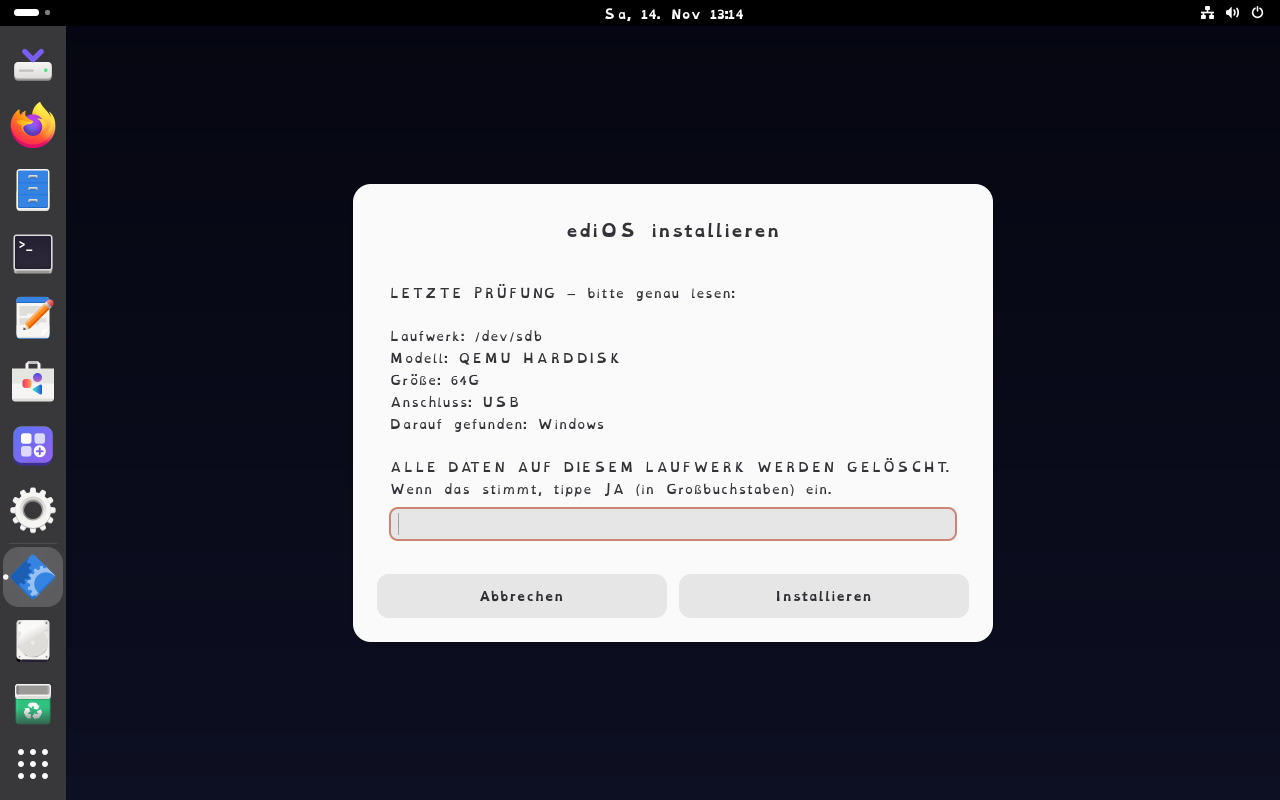 Sa, 14. Nov 13:14
ediOS installieren
LETZTE PRÜFUNG – bitte genau lesen:
Laufwerk: /dev/sdb
Modell: QEMU HARDDISK
Größe: 64G
Anschluss: USB
Darauf gefunden: Windows
ALLE DATEN AUF DIESEM LAUFWERK WERDEN GELÖSCHT.
Wenn das stimmt, tippe JA (in Großbuchstaben) ein.
Abbrechen
Installieren